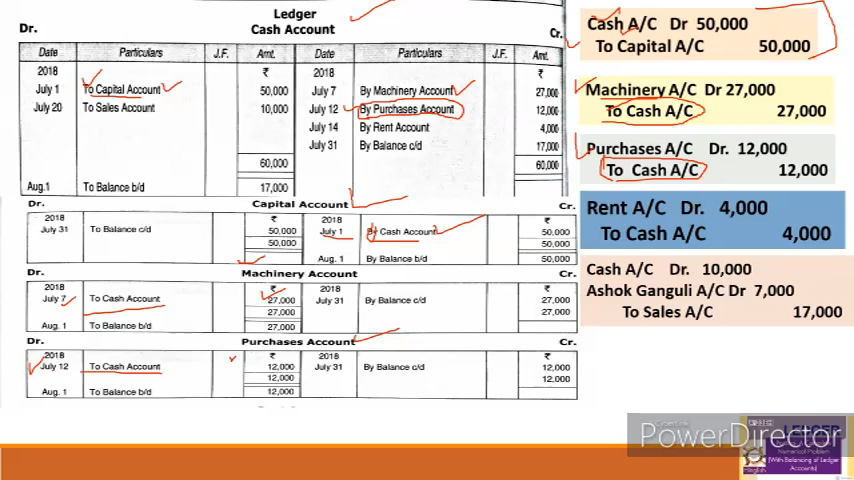 Ledger
Dr. Cash Account Cr.
Date Particulars J.F. Amt. Date Particulars J.F. Amt.
2018 ₹ 2018 ₹
July 1 To Capital Account 50,000 July 7 By Machinery Account 27,000
July 20 To Sales Account 10,000 July 12 By Purchases Account 12,000
July 14 By Rent Account 4,000
July 31 By Balance c/d 17,000
60,000 60,000
Aug.1 To Balance b/d 17,000
Dr. Capital Account Cr.
2018 ₹ 2018 ₹
July 31 To Balance c/d 50,000 July 1 By Cash Account 50,000
50,000 50,000
Aug. 1 By Balance b/d 50,000
Dr. Machinery Account Cr.
2018 ₹ 2018 ₹
July 7 To Cash Account 27,000 July 31 By Balance c/d 27,000
27,000 27,000
Aug. 1 To Balance b/d 27,000
Dr. Purchases Account Cr.
2018 ₹ 2018 ₹
July 12 To Cash Account 12,000 July 31 By Balance c/d 12,000
12,000 12,000
Aug. 1 To Balance b/d 12,000
Cash A/C Dr 50,000
To Capital A/C 50,000
Machinery A/C Dr 27,000
To Cash A/C 27,000
Purchases A/C Dr. 12,000
To Cash A/C 12,000
Rent A/C Dr. 4,000
To Cash A/C 4,000
Cash A/C Dr. 10,000
Ashok Ganguli A/C Dr 7,000
To Sales A/C 17,000
CyberLink
PowerDirector
LEDGER
Numerical Problem
(With Balancing of Ledger
Accounts)
Hinglish